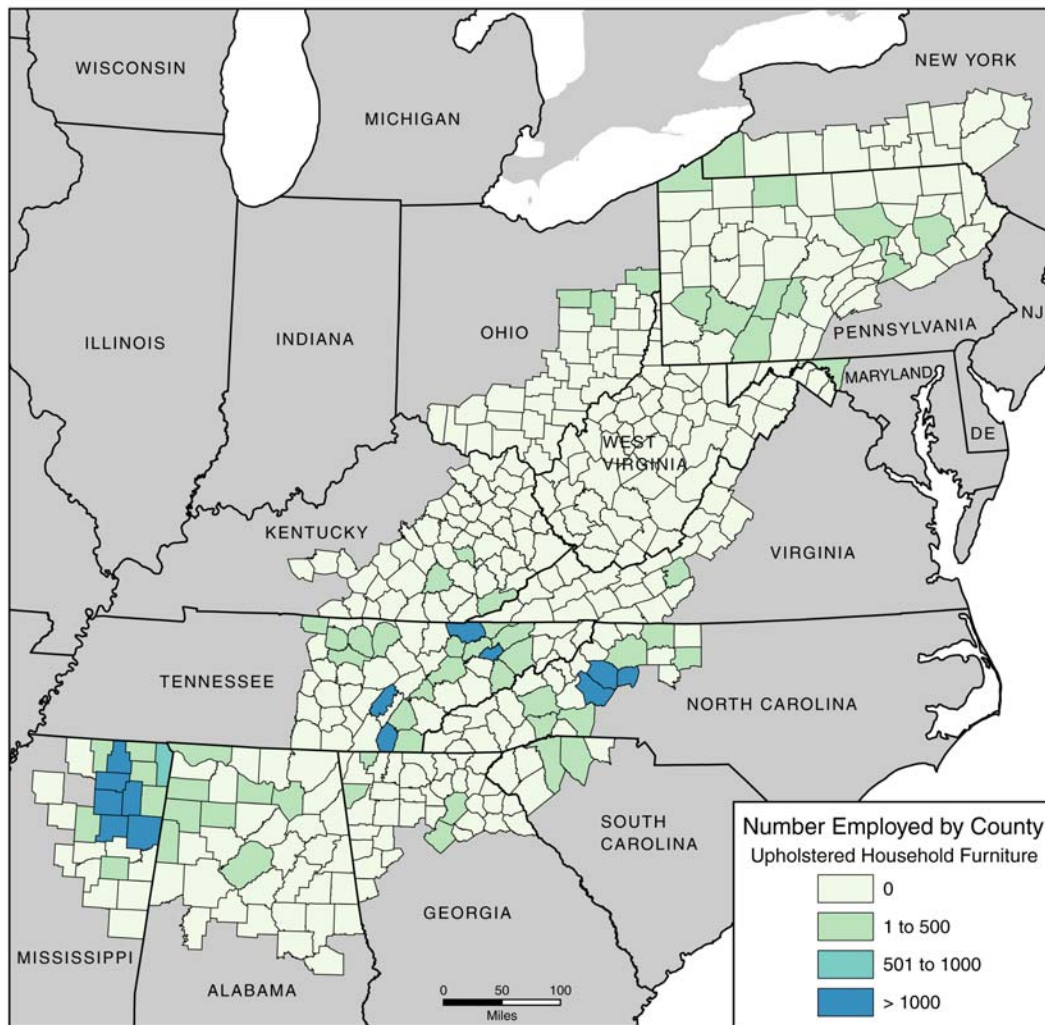 WISCONSIN
MICHIGAN
NEW YORK
ILLINOIS
INDIANA
OHIO
PENNSYLVANIA
NJ
MARYLAND
DE
WEST
VIRGINIA
KENTUCKY
VIRGINIA
TENNESSEE
NORTH CAROLINA
SOUTH
CAROLINA
GEORGIA
MISSISSIPPI
ALABAMA
0 50 100
Miles
Number Employed by County
Upholstered Household Furniture
0
1 to 500
501 to 1000
> 1000